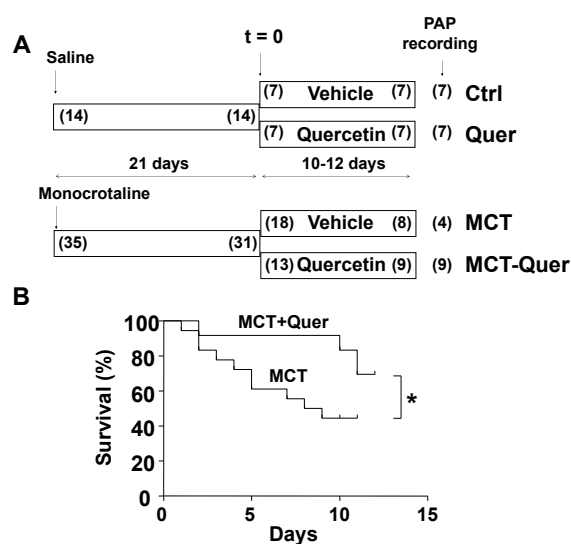 A
Saline
t = 0
PAP
recording
(14) (14)
(7) Vehicle (7) (7) Ctrl
(7) Quercetin (7) (7) Quer
21 days 10-12 days
Monocrotaline
(35) (31)
(18) Vehicle (8) (4) MCT
(13) Quercetin (9) (9) MCT-Quer
B
100
80
60
40
20
0
Survival (%)
MCT+Quer
MCT
*
0 5 10 15
Days